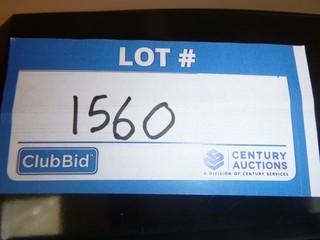 LOT #
1560
ClubBid
CENTURY
AUCTIONS
A DIVISION OF CENTURY SERVICES